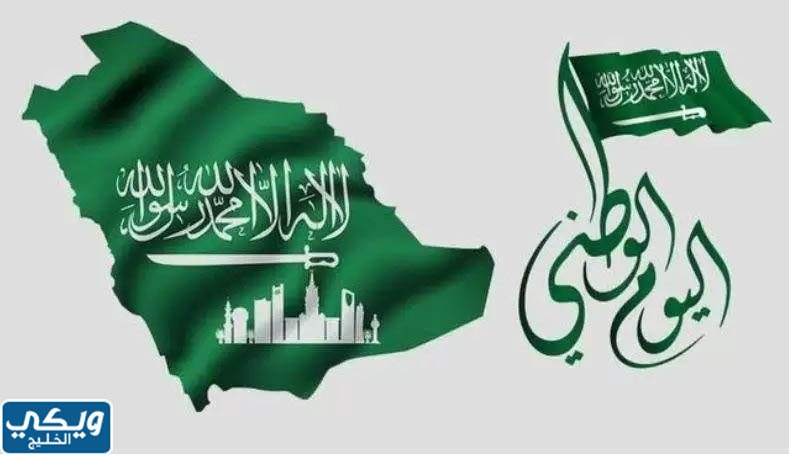 لا إله إلا الله محمد رسول الله
لا إله إلا الله محمد رسول الله
اليوم الوطني
ويكي
الخليج